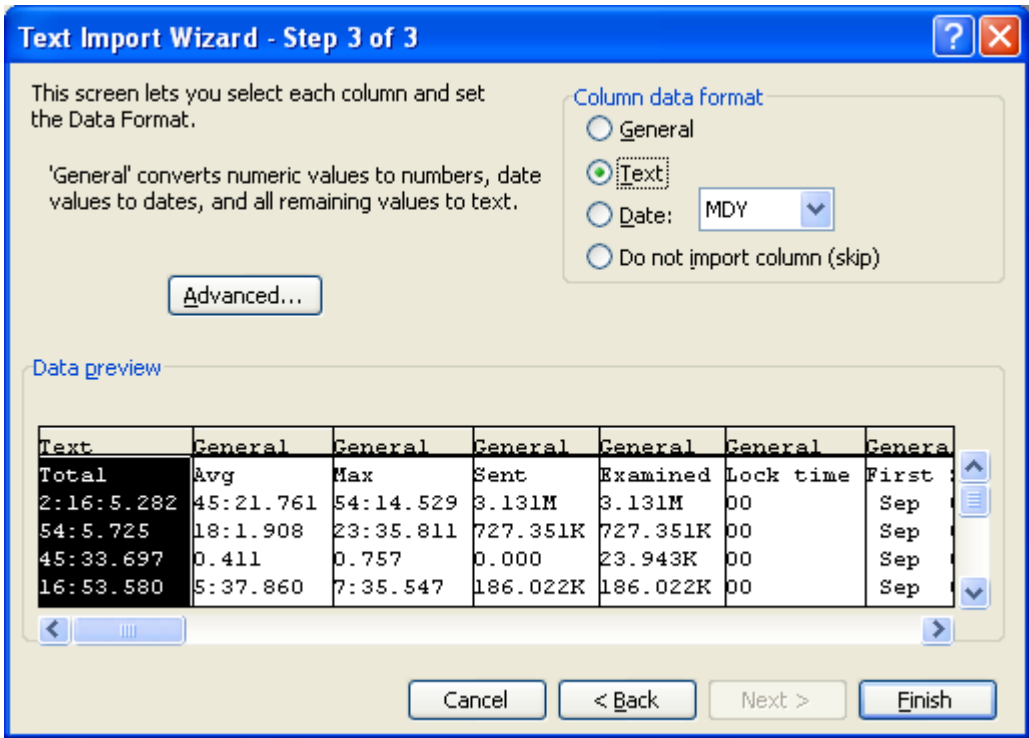 Text Import Wizard - Step 3 of 3
This screen lets you select each column and set
the Data Format.
'General' converts numeric values to numbers, date
values to dates, and all remaining values to text.
Advanced...
Column data format
General
Text
Date: MDY
Do not import column (skip)
Data preview
Text General General General General General Genera
Total Avg Max Sent Examined Lock time First
2:16:5.282 45:21.761 54:14.529 3.131M 3.131M 00 Sep
54:5.725 18:1.908 23:35.811 727.351K 727.351K 00 Sep
45:33.697 0.411 0.757 0.000 23.943K 00 Sep
16:53.580 5:37.860 7:35.547 186.022K 186.022K 00 Sep
Cancel < Back Next > Finish